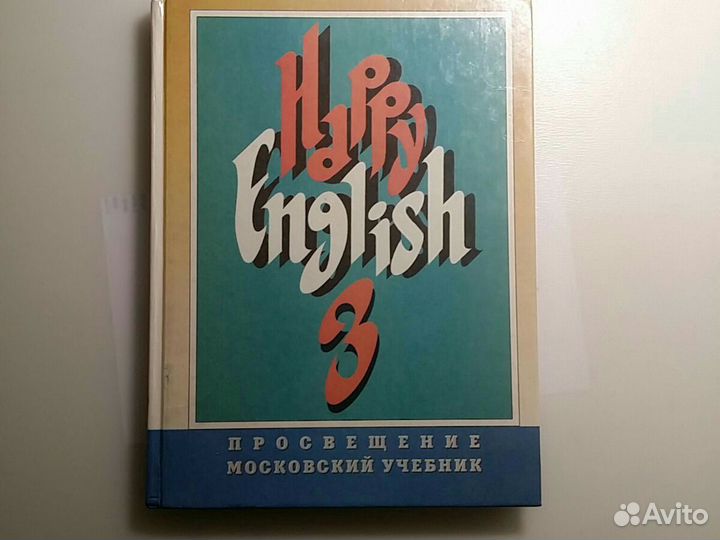 Happy
English
3
ПРОСВЕЩЕНИЕ
МОСКОВСКИЙ УЧЕБНИК
Avito